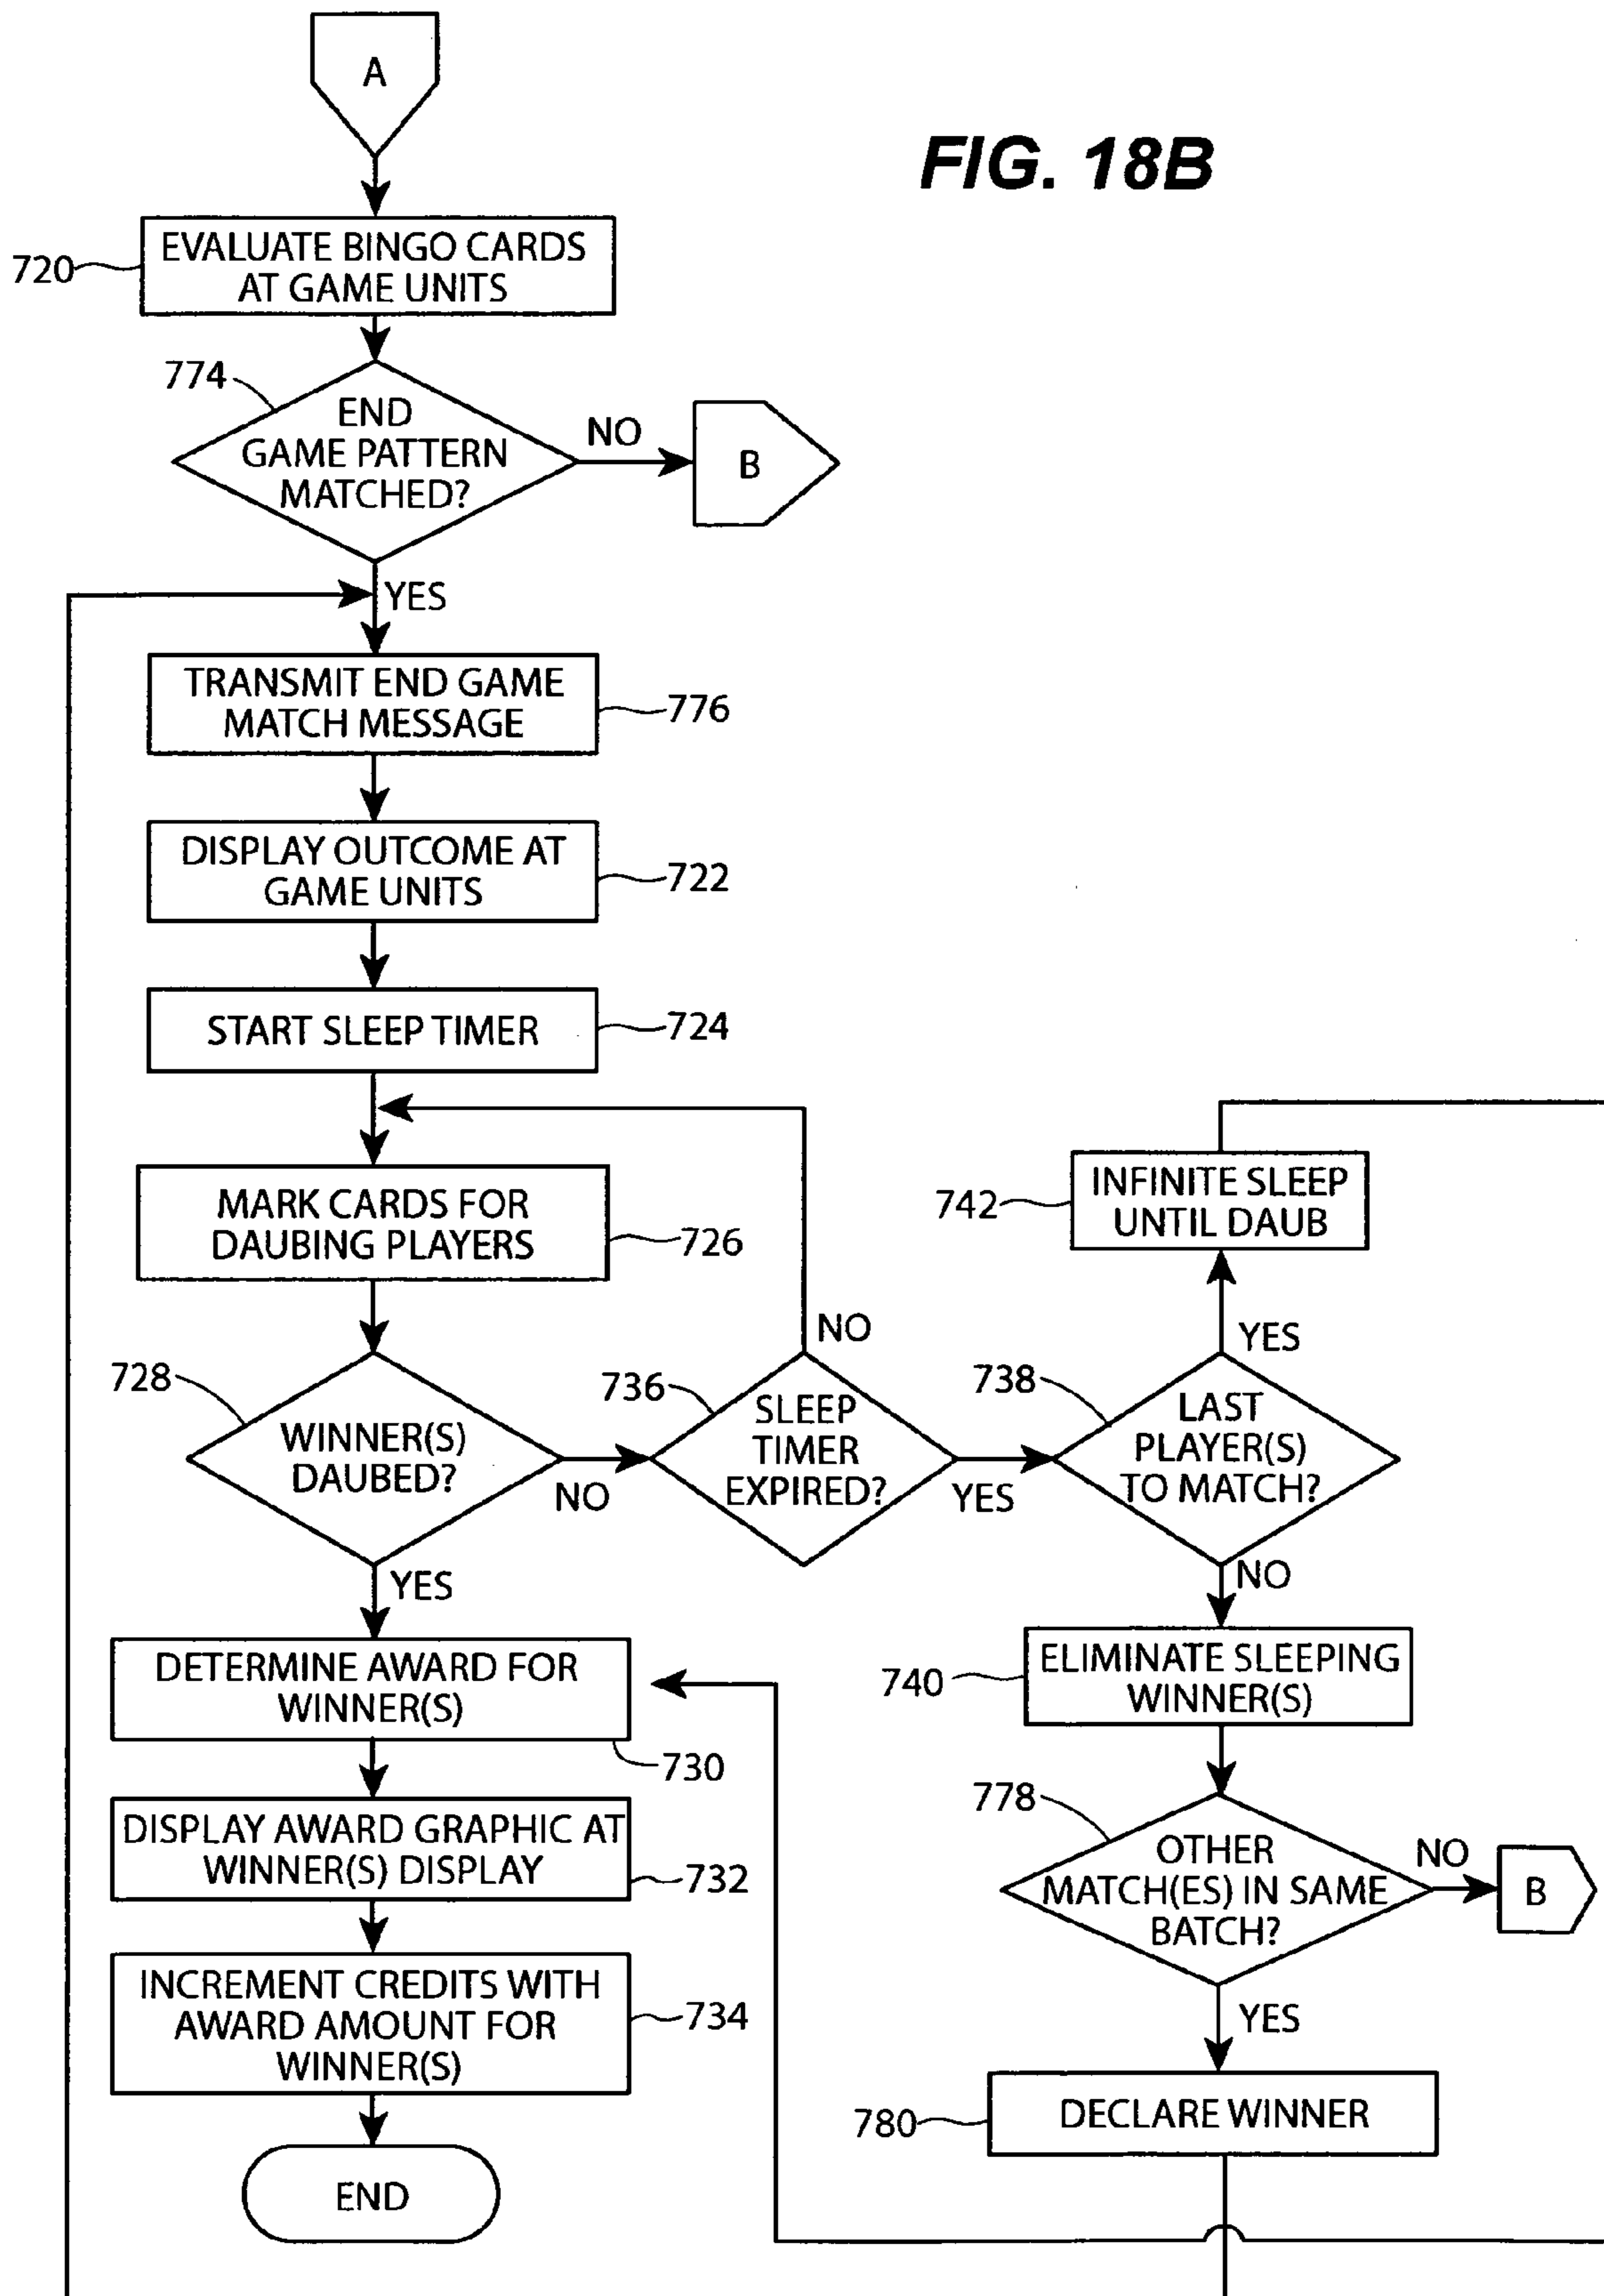 A
FIG. 18B
720
EVALUATE BINGO CARDS
AT GAME UNITS
774
END
GAME PATTERN
MATCHED?
NO
B
YES
TRANSMIT END GAME
MATCH MESSAGE
776
DISPLAY OUTCOME AT
GAME UNITS
722
START SLEEP TIMER
724
MARK CARDS FOR
DAUBING PLAYERS
726
742
INFINITE SLEEP
UNTIL DAUB
NO
YES
728
WINNER(S)
DAUBED?
NO
736
SLEEP
TIMER
EXPIRED?
YES
738
LAST
PLAYER(S)
TO MATCH?
YES
NO
DETERMINE AWARD FOR
WINNER(S)
730
740
ELIMINATE SLEEPING
WINNER(S)
DISPLAY AWARD GRAPHIC AT
WINNER(S) DISPLAY
732
778
OTHER
MATCH(ES) IN SAME
BATCH?
NO
B
INCREMENT CREDITS WITH
AWARD AMOUNT FOR
WINNER(S)
734
YES
780
DECLARE WINNER
END